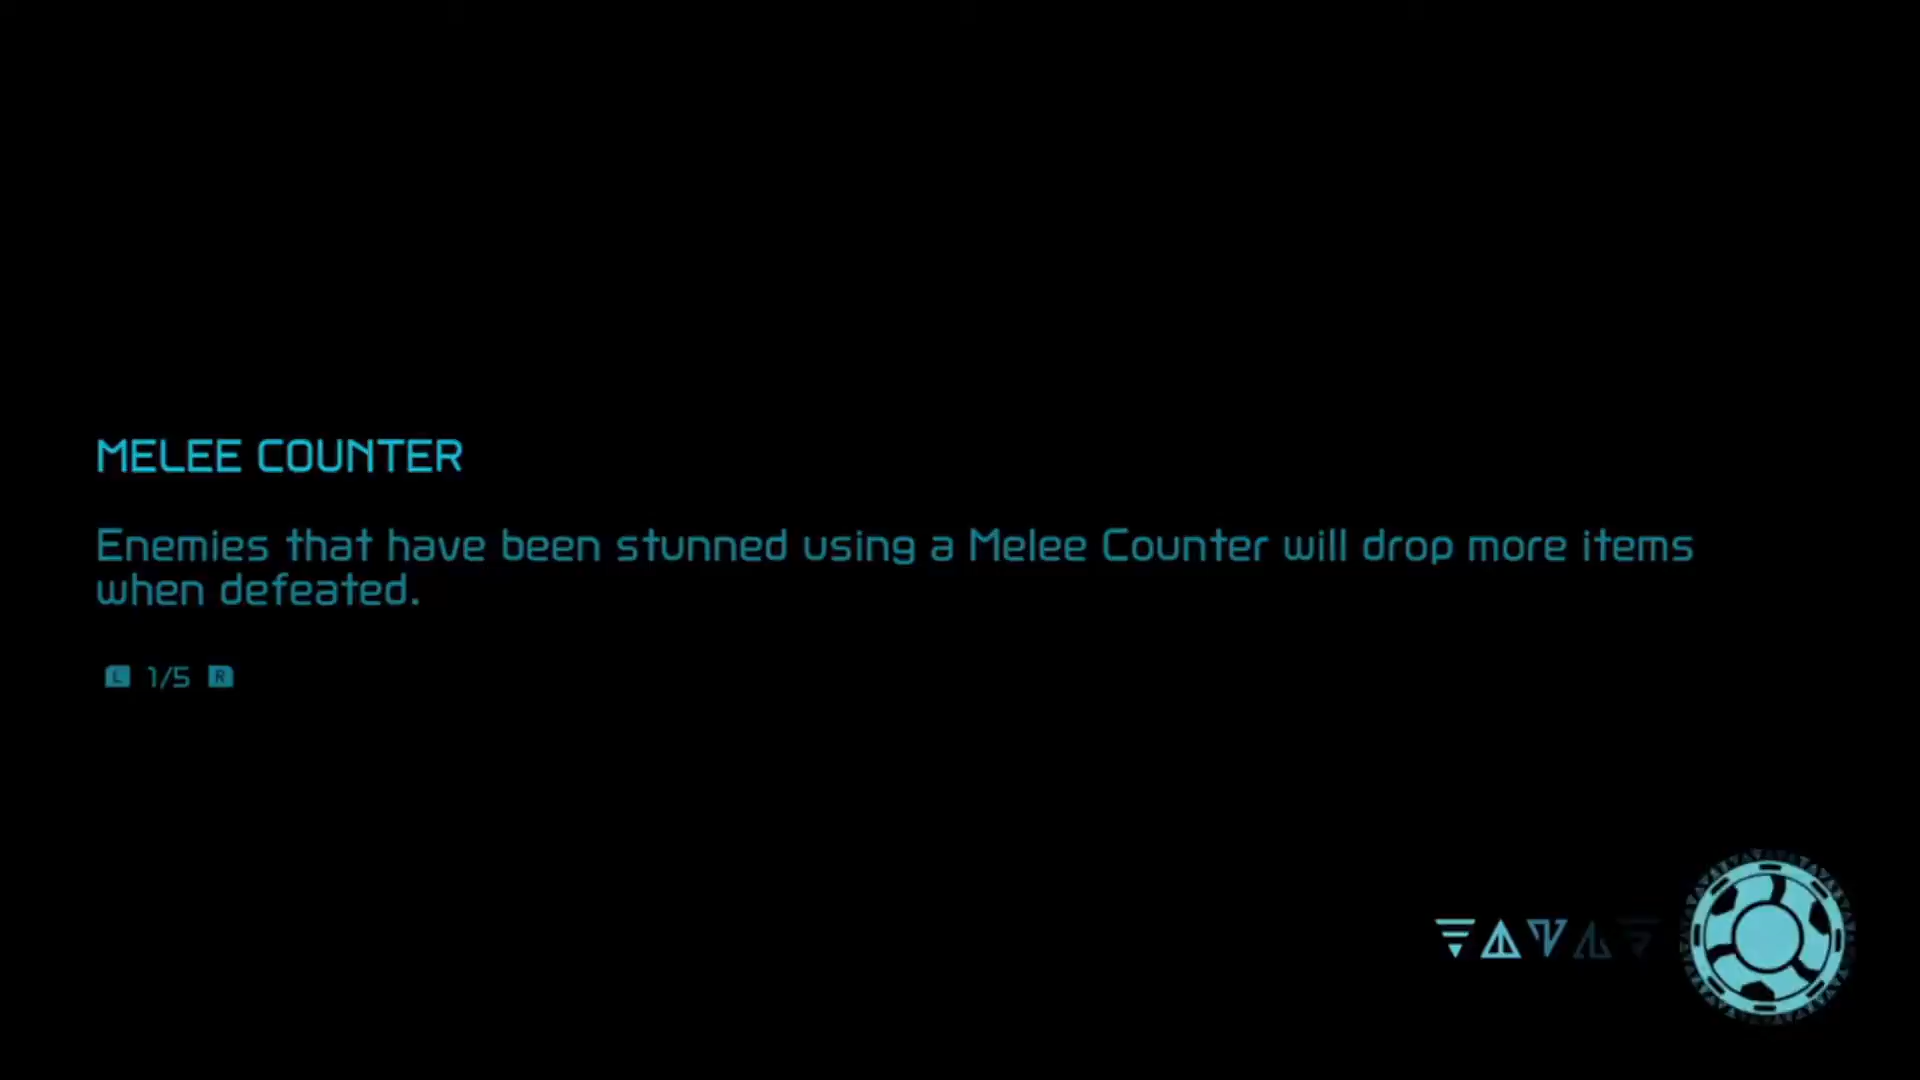 MELEE COUNTER
Enemies that have been stunned using a Melee Counter will drop more items
when defeated.
L 1/5 R